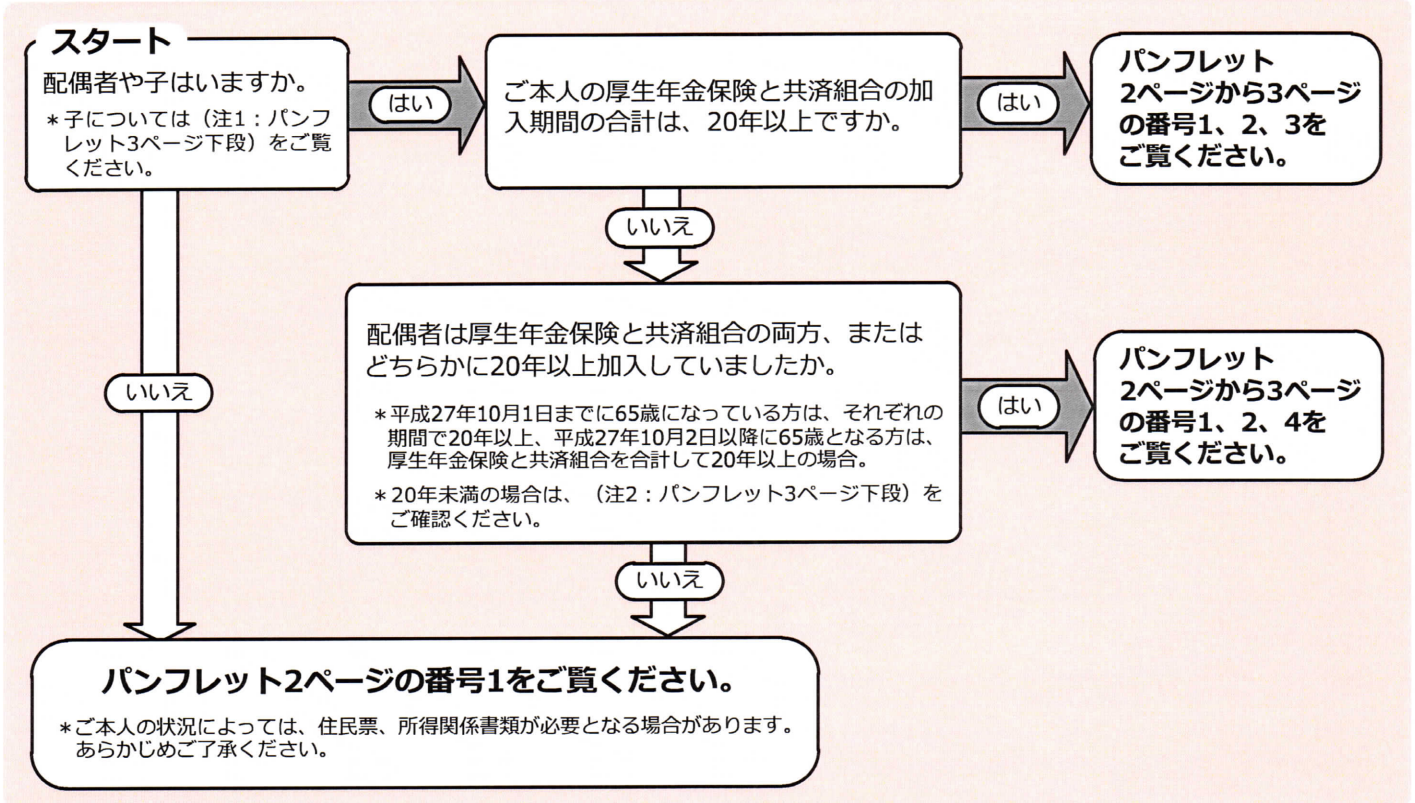 スタート
配偶者や子はいますか。
＊子については（注1：パンフ
レット3ページ下段）をご覧
ください。
はい
ご本人の厚生年金保険と共済組合の加
入期間の合計は、20年以上ですか。
はい
パンフレット
2ページから3ページ
の番号1、2、3を
ご覧ください。
いいえ
配偶者は厚生年金保険と共済組合の両方、または
どちらかに20年以上加入していましたか。
＊平成27年10月1日までに65歳になっている方は、それぞれの
期間で20年以上、平成27年10月2日以降に65歳となる方は、
厚生年金保険と共済組合を合計して20年以上の場合。
＊20年未満の場合は、（注2：パンフレット3ページ下段）を
ご確認ください。
はい
パンフレット
2ページから3ページ
の番号1、2、4を
ご覧ください。
いいえ
いいえ
パンフレット2ページの番号1をご覧ください。
＊ご本人の状況によっては、住民票、所得関係書類が必要となる場合があります。
あらかじめご了承ください。